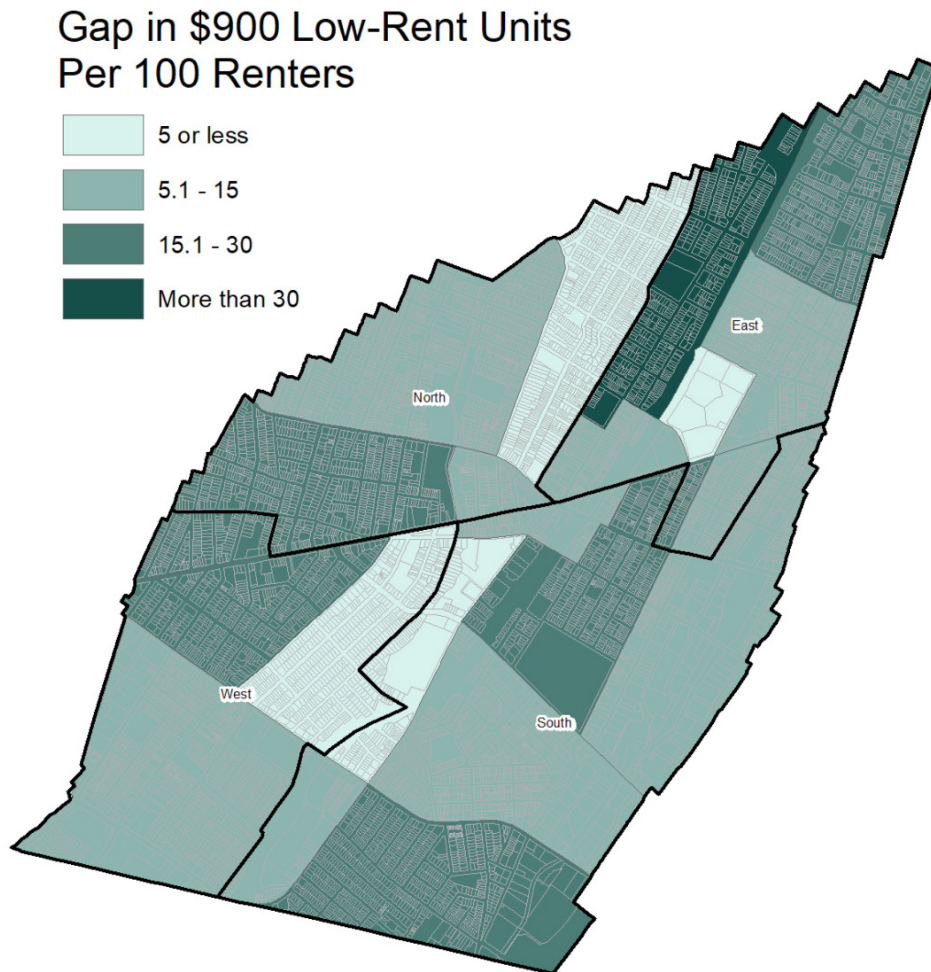 Gap in $900 Low-Rent Units
Per 100 Renters
5 or less
5.1 - 15
15.1 - 30
More than 30
East
North
West
South